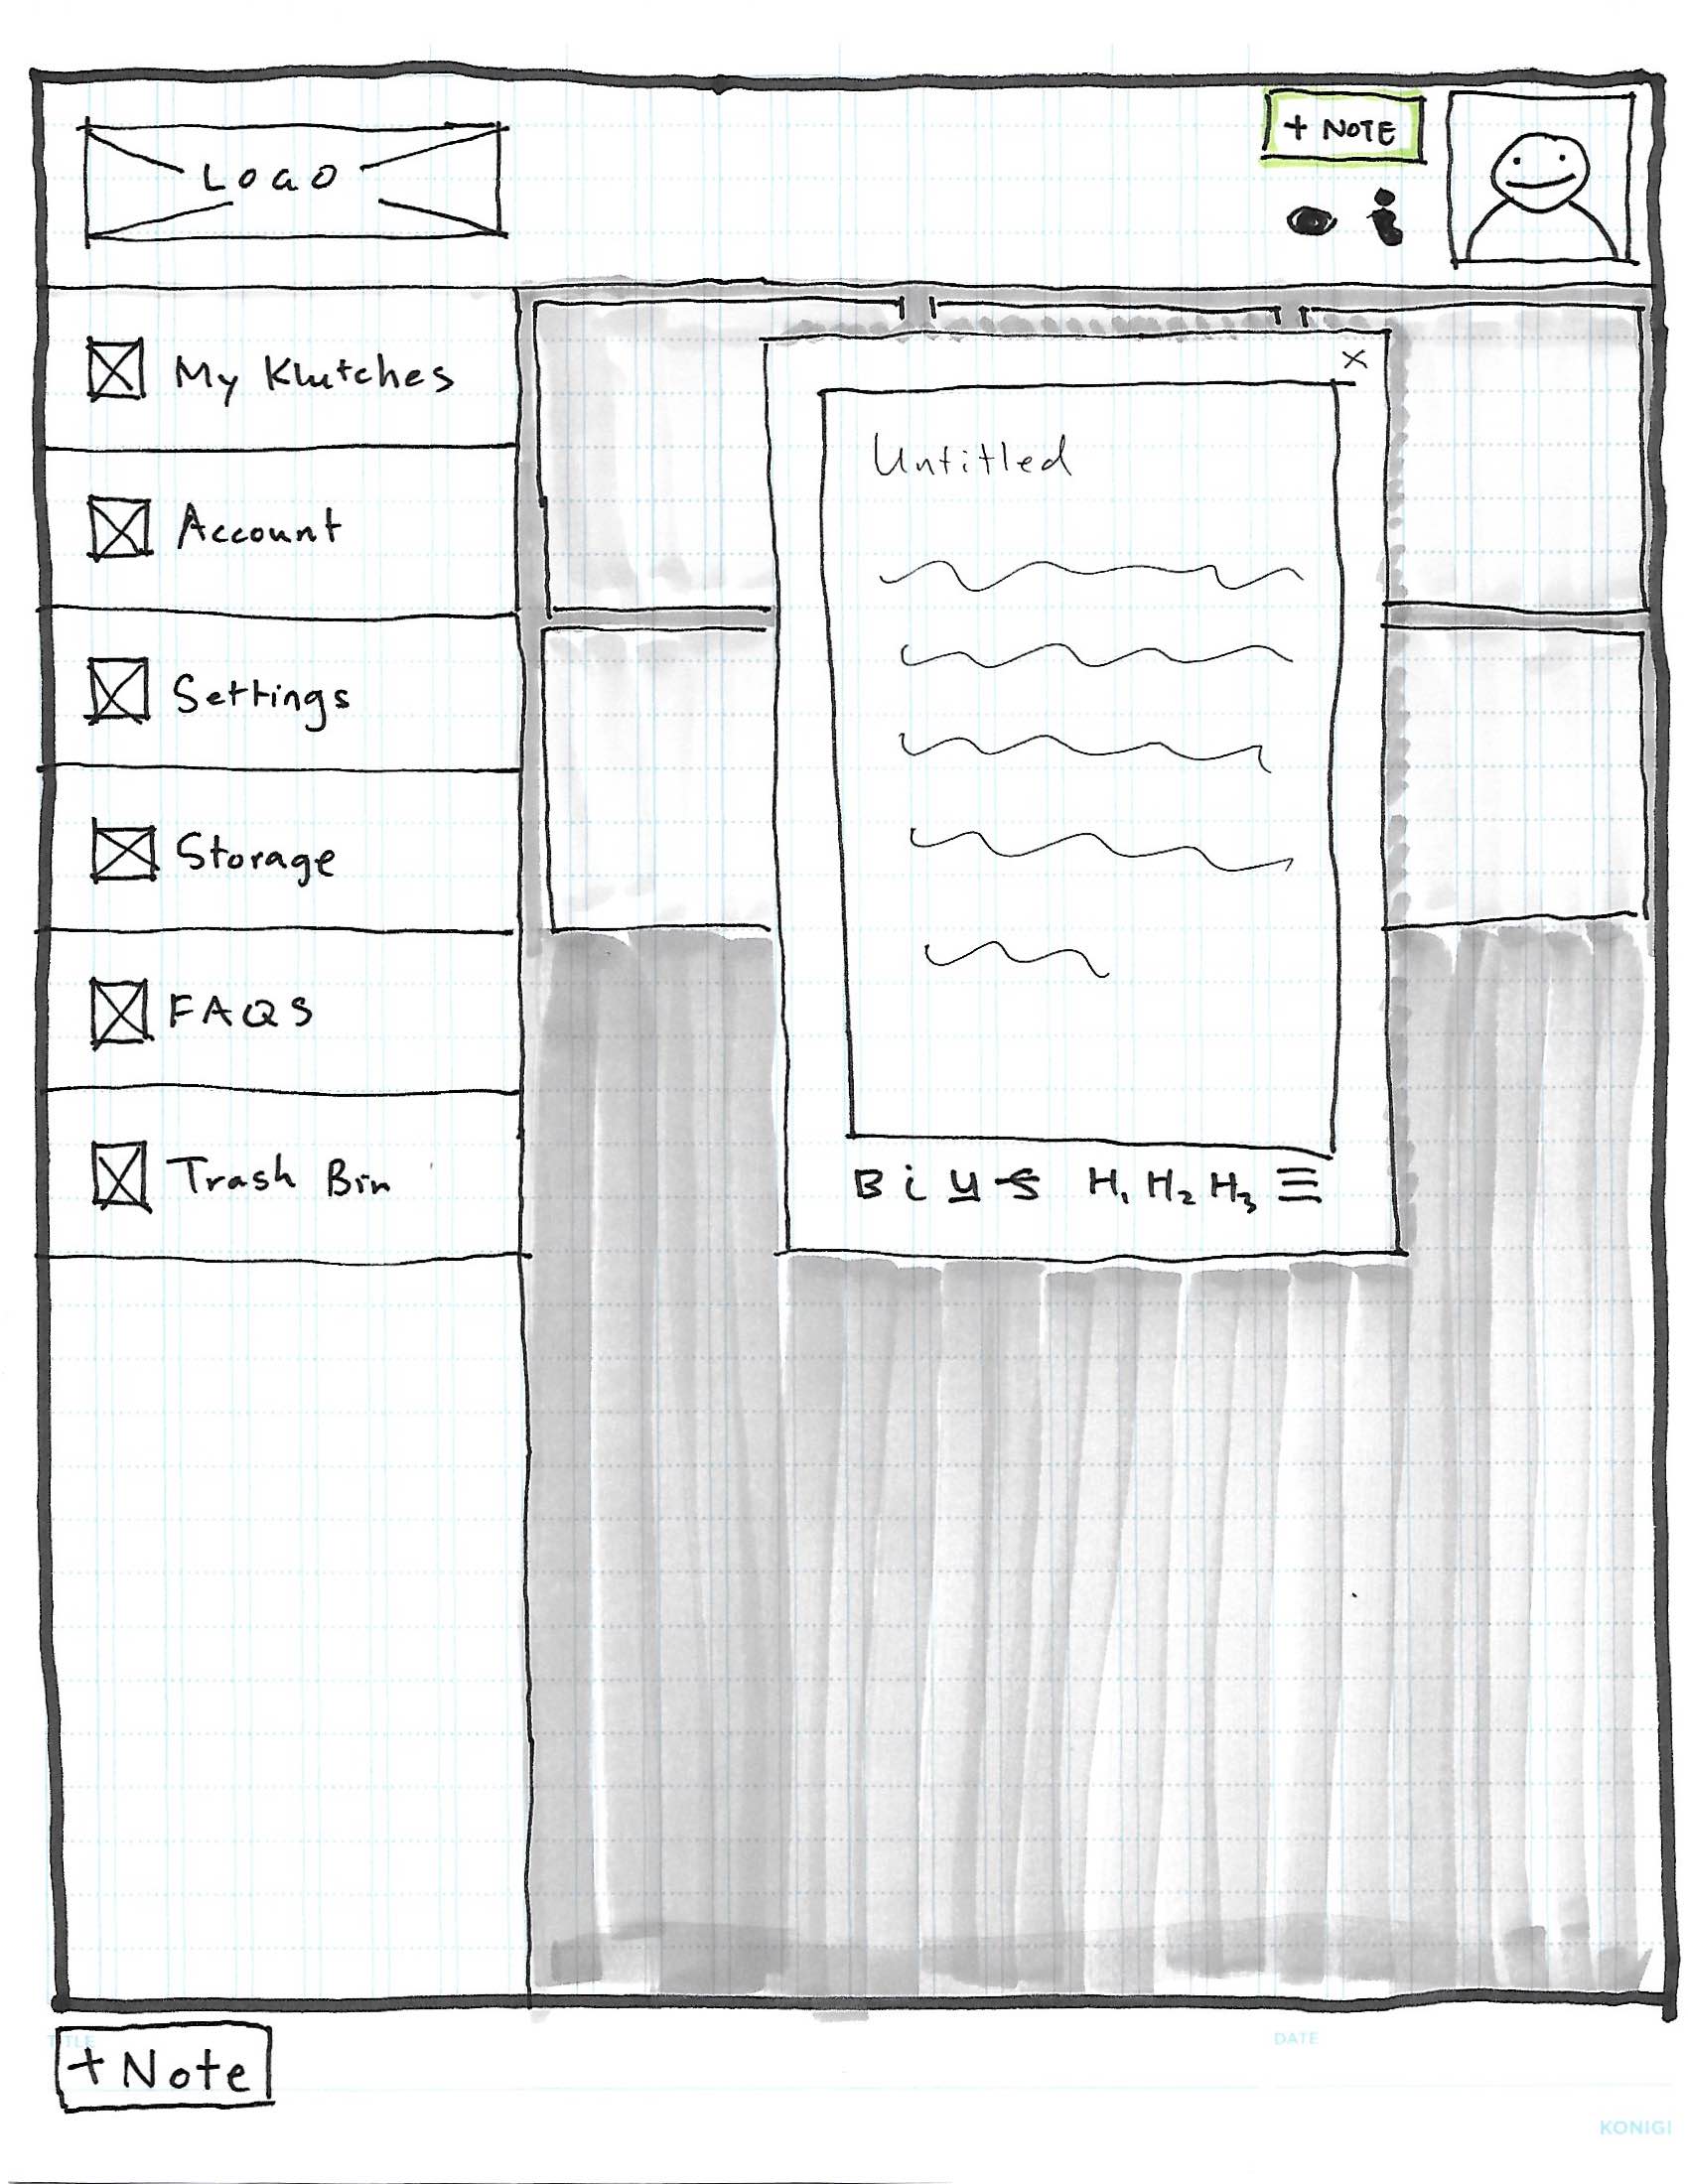 LOGO
+ NOTE
i
My Klutches
Account
Settings
Storage
FAQS
Trash Bin
x
Untitled
B i U S H1 H2 H3
TITLE
+ Note
DATE
KONIGI